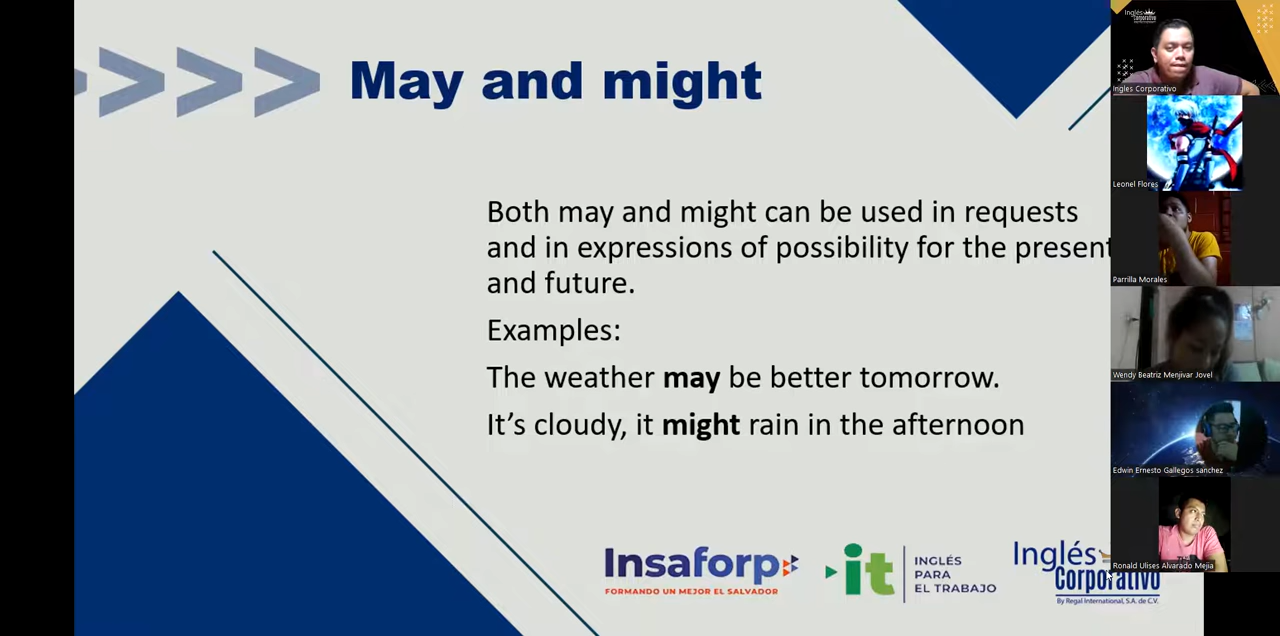 May and might
Both may and might can be used in requests
and in expressions of possibility for the present
and future.
Examples:
The weather may be better tomorrow.
It’s cloudy, it might rain in the afternoon
Insaforp
FORMANDO UN MEJOR EL SALVADOR
it
INGLÉS
PARA
EL TRABAJO
Inglés
Corporativo
By Regal International, S.A. de C.V.
Inglés
Corporativo
Ingles Corporativo
Leonel Flores
Parrilla Morales
Wendy Beatriz Menjivar Jovel
Edwin Ernesto Gallegos sanchez
Ronald Ulises Alvarado Mejia